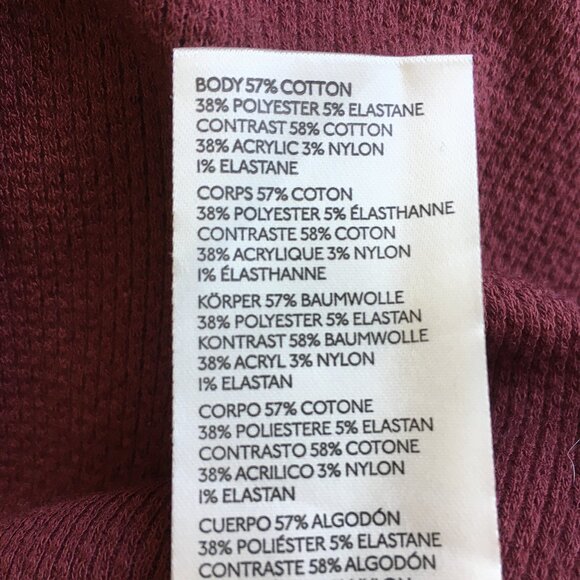 BODY 57% COTTON
38% POLYESTER 5% ELASTANE
CONTRAST 58% COTTON
38% ACRYLIC 3% NYLON
1% ELASTANE
CORPS 57% COTON
38% POLYESTER 5% ÉLASTHANNE
CONTRASTE 58% COTON
38% ACRYLIQUE 3% NYLON
1% ÉLASTHANNE
KÖRPER 57% BAUMWOLLE
38% POLYESTER 5% ELASTAN
KONTRAST 58% BAUMWOLLE
38% ACRYL 3% NYLON
1% ELASTAN
CORPO 57% COTONE
38% POLIESTERE 5% ELASTAN
CONTRASTO 58% COTONE
38% ACRILICO 3% NYLON
1% ELASTAN
CUERPO 57% ALGODÓN
38% POLIÉSTER 5% ELASTANE
CONTRASTE 58% ALGODÓN